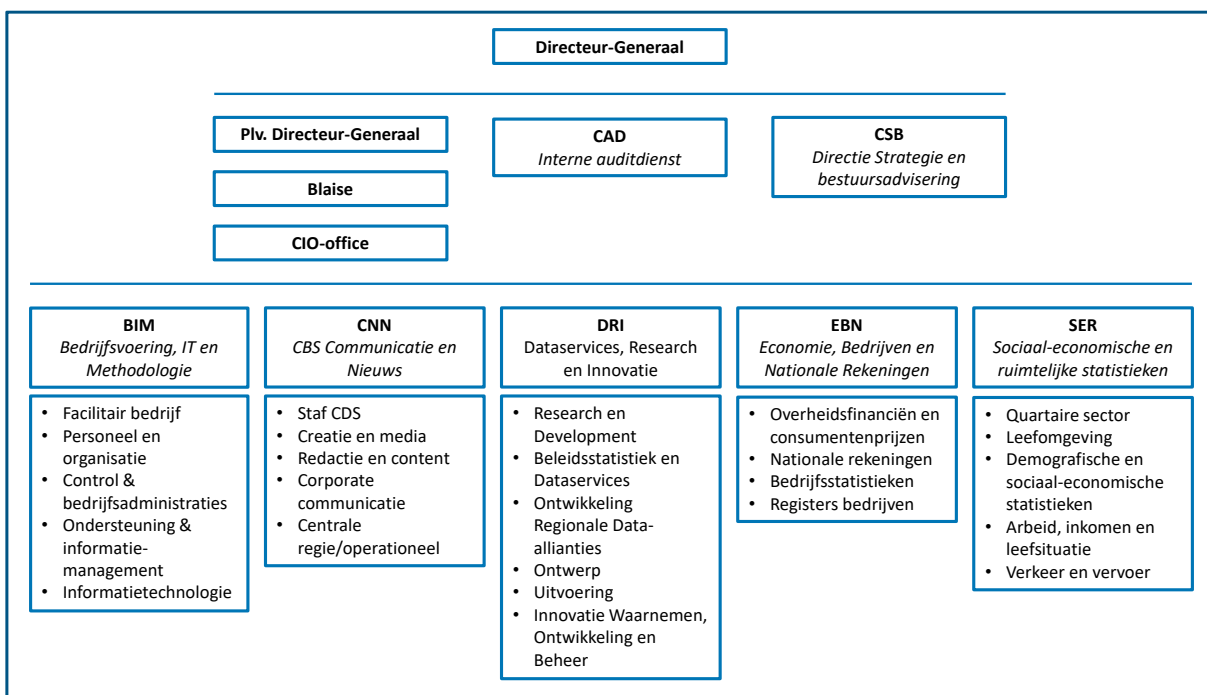 Directeur-Generaal
Plv. Directeur-Generaal
Blaise
CIO-office
CAD
Interne auditdienst
CSB
Directie Strategie en
bestuursadvisering
BIM
Bedrijfsvoering, IT en
Methodologie
• Facilitair bedrijf
• Personeel en
organisatie
• Control &
bedrijfsadministraties
• Ondersteuning &
informatie-
management
• Informatietechnologie
CNN
CBS Communicatie en
Nieuws
• Staf CDS
• Creatie en media
• Redactie en content
• Corporate
communicatie
• Centrale
regie/operationeel
DRI
Dataservices, Research
en Innovatie
• Research en
Development
• Beleidsstatistiek en
Dataservices
• Ontwikkeling
Regionale Data-
allianties
• Ontwerp
• Uitvoering
• Innovatie Waarnemen,
Ontwikkeling en
Beheer
EBN
Economie, Bedrijven en
Nationale Rekeningen
• Overheidsfinanciën en
consumentenprijzen
• Nationale rekeningen
• Bedrijfsstatistieken
• Registers bedrijven
SER
Sociaal-economische en
ruimtelijke statistieken
• Quartaire sector
• Leefomgeving
• Demografische en
sociaal-economische
statistieken
• Arbeid, inkomen en
leefsituatie
• Verkeer en vervoer